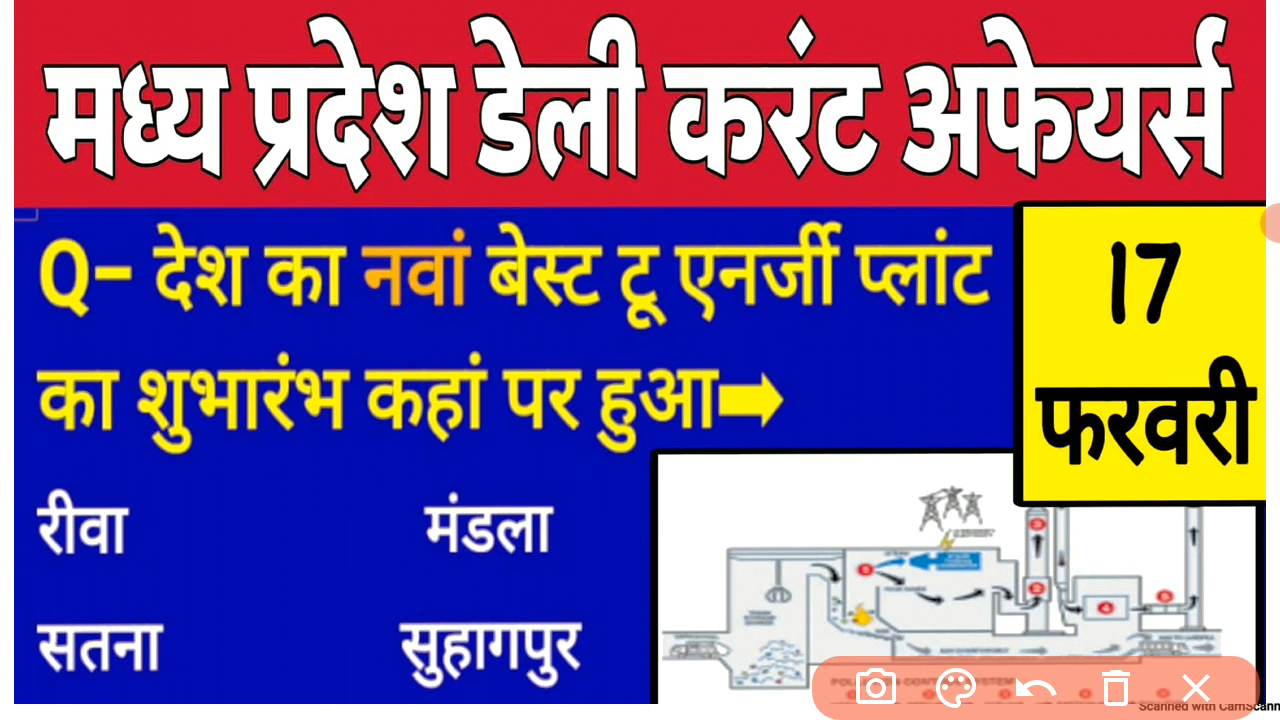 मध्य प्रदेश डेली करंट अफेयर्स
Q– देश का नवां बेस्ट टू एनर्जी प्लांट
का शुभारंभ कहां पर हुआ➡
17
फरवरी
रीवा
मंडला
सतना
सुहागपुर
Scanned with CamScann